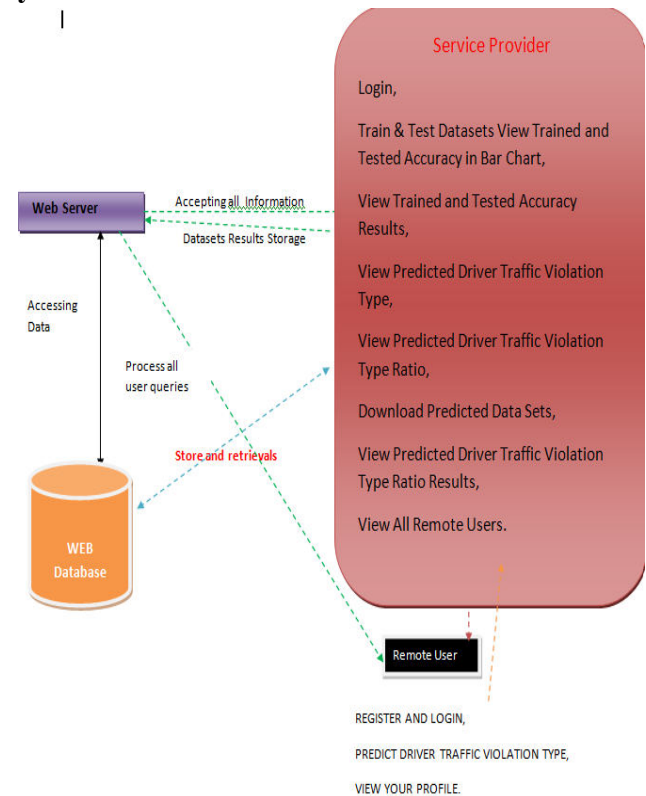 Service Provider
Login,
Train & Test Datasets View Trained and
Tested Accuracy in Bar Chart,
View Trained and Tested Accuracy
Results,
View Predicted Driver Traffic Violation
Type,
View Predicted Driver Traffic Violation
Type Ratio,
Download Predicted Data Sets,
View Predicted Driver Traffic Violation
Type Ratio Results,
View All Remote Users.
Web Server
Accepting all Information
Datasets Results Storage
Accessing
Data
Process all
user queries
Store and retrievals
WEB
Database
Remote User
REGISTER AND LOGIN,
PREDICT DRIVER TRAFFIC VIOLATION TYPE,
VIEW YOUR PROFILE.